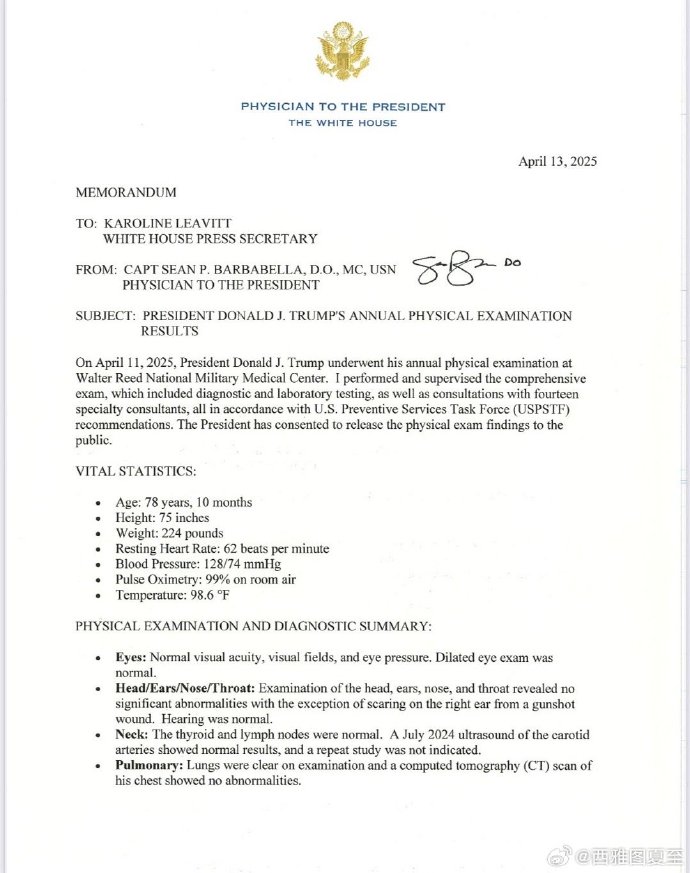 PHYSICIAN TO THE PRESIDENT
THE WHITE HOUSE
April 13, 2025
MEMORANDUM
TO: KAROLINE LEAVITT
WHITE HOUSE PRESS SECRETARY
FROM: CAPT SEAN P. BARBABELLA, D.O., MC, USN
DO
PHYSICIAN TO THE PRESIDENT
SUBJECT: PRESIDENT DONALD J. TRUMP'S ANNUAL PHYSICAL EXAMINATION
RESULTS
On April 11, 2025, President Donald J. Trump underwent his annual physical examination at
Walter Reed National Military Medical Center. I performed and supervised the comprehensive
exam, which included diagnostic and laboratory testing, as well as consultations with fourteen
specialty consultants, all in accordance with U.S. Preventive Services Task Force (USPSTF)
recommendations. The President has consented to release the physical exam findings to the
public.
VITAL STATISTICS:
• Age: 78 years, 10 months
• Height: 75 inches
• Weight: 224 pounds
• Resting Heart Rate: 62 beats per minute
• Blood Pressure: 128/74 mmHg
• Pulse Oximetry: 99% on room air
• Temperature: 98.6 °F
PHYSICAL EXAMINATION AND DIAGNOSTIC SUMMARY:
• Eyes: Normal visual acuity, visual fields, and eye pressure. Dilated eye exam was
normal.
• Head/Ears/Nose/Throat: Examination of the head, ears, nose, and throat revealed no
significant abnormalities with the exception of scaring on the right ear from a gunshot
wound. Hearing was normal.
• Neck: The thyroid and lymph nodes were normal. A July 2024 ultrasound of the carotid
arteries showed normal results, and a repeat study was not indicated.
• Pulmonary: Lungs were clear on examination and a computed tomography (CT) scan of
his chest showed no abnormalities.
@西雅图夏至